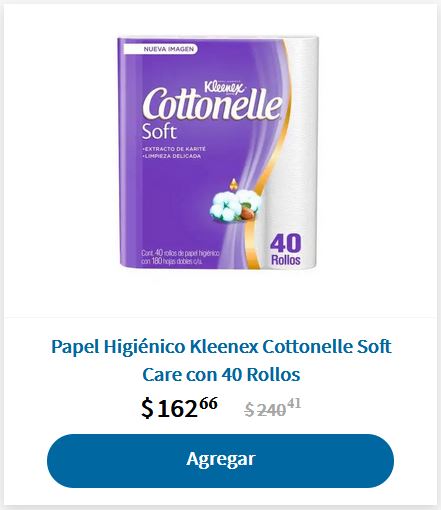 NUEVA IMAGEN
Kleenex
Cottonelle
Soft
•EXTRACTO DE KARITÉ
•LIMPIEZA DELICADA
Cont. 40 rollos de papel higiénico
con 180 hojas dobles c/u.
40
Rollos
Papel Higiénico Kleenex Cottonelle Soft
Care con 40 Rollos
$162.66 $240.41
Agregar